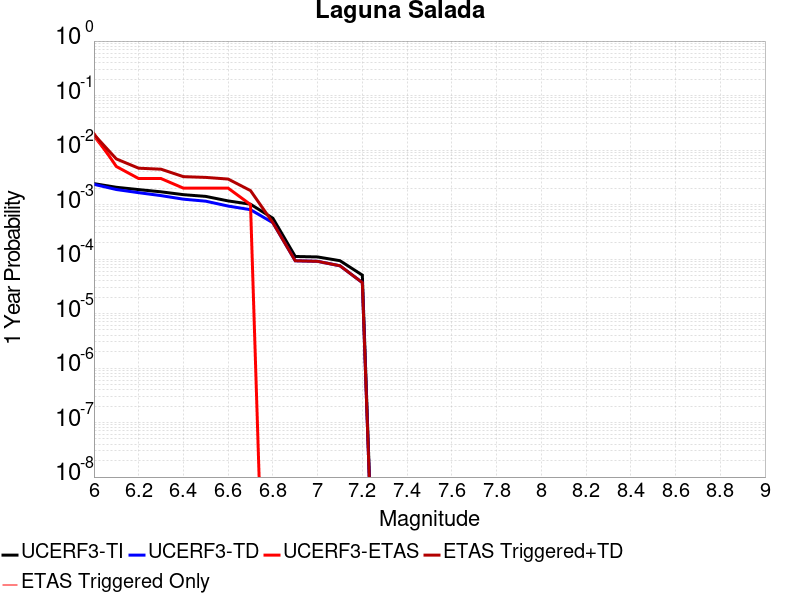 Laguna Salada
10^0
10^-1
10^-2
10^-3
10^-4
10^-5
10^-6
10^-7
10^-8
1 Year Probability
6 6.2 6.4 6.6 6.8 7 7.2 7.4 7.6 7.8 8 8.2 8.4 8.6 8.8 9
Magnitude
UCERF3-TI UCERF3-TD UCERF3-ETAS ETAS Triggered+TD
ETAS Triggered Only